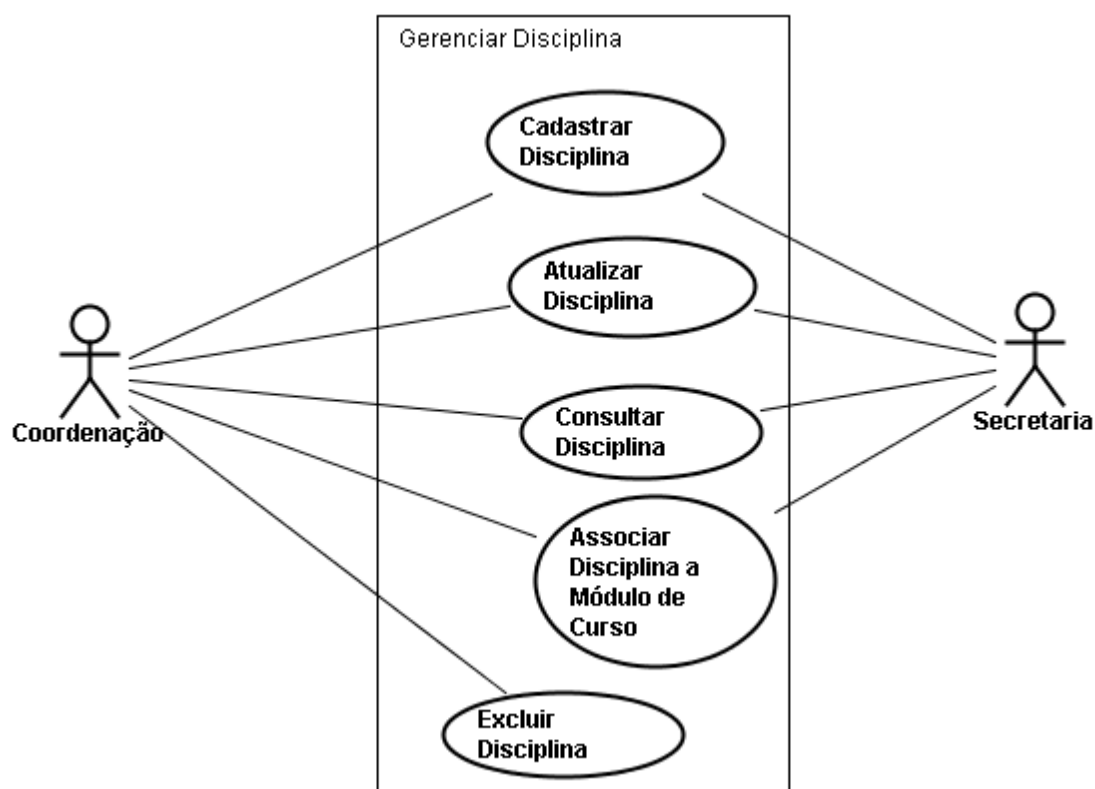 Gerenciar Disciplina
Cadastrar
Disciplina
Atualizar
Disciplina
Coordenação
Secretaria
Consultar
Disciplina
Associar
Disciplina a
Módulo de
Curso
Excluir
Disciplina